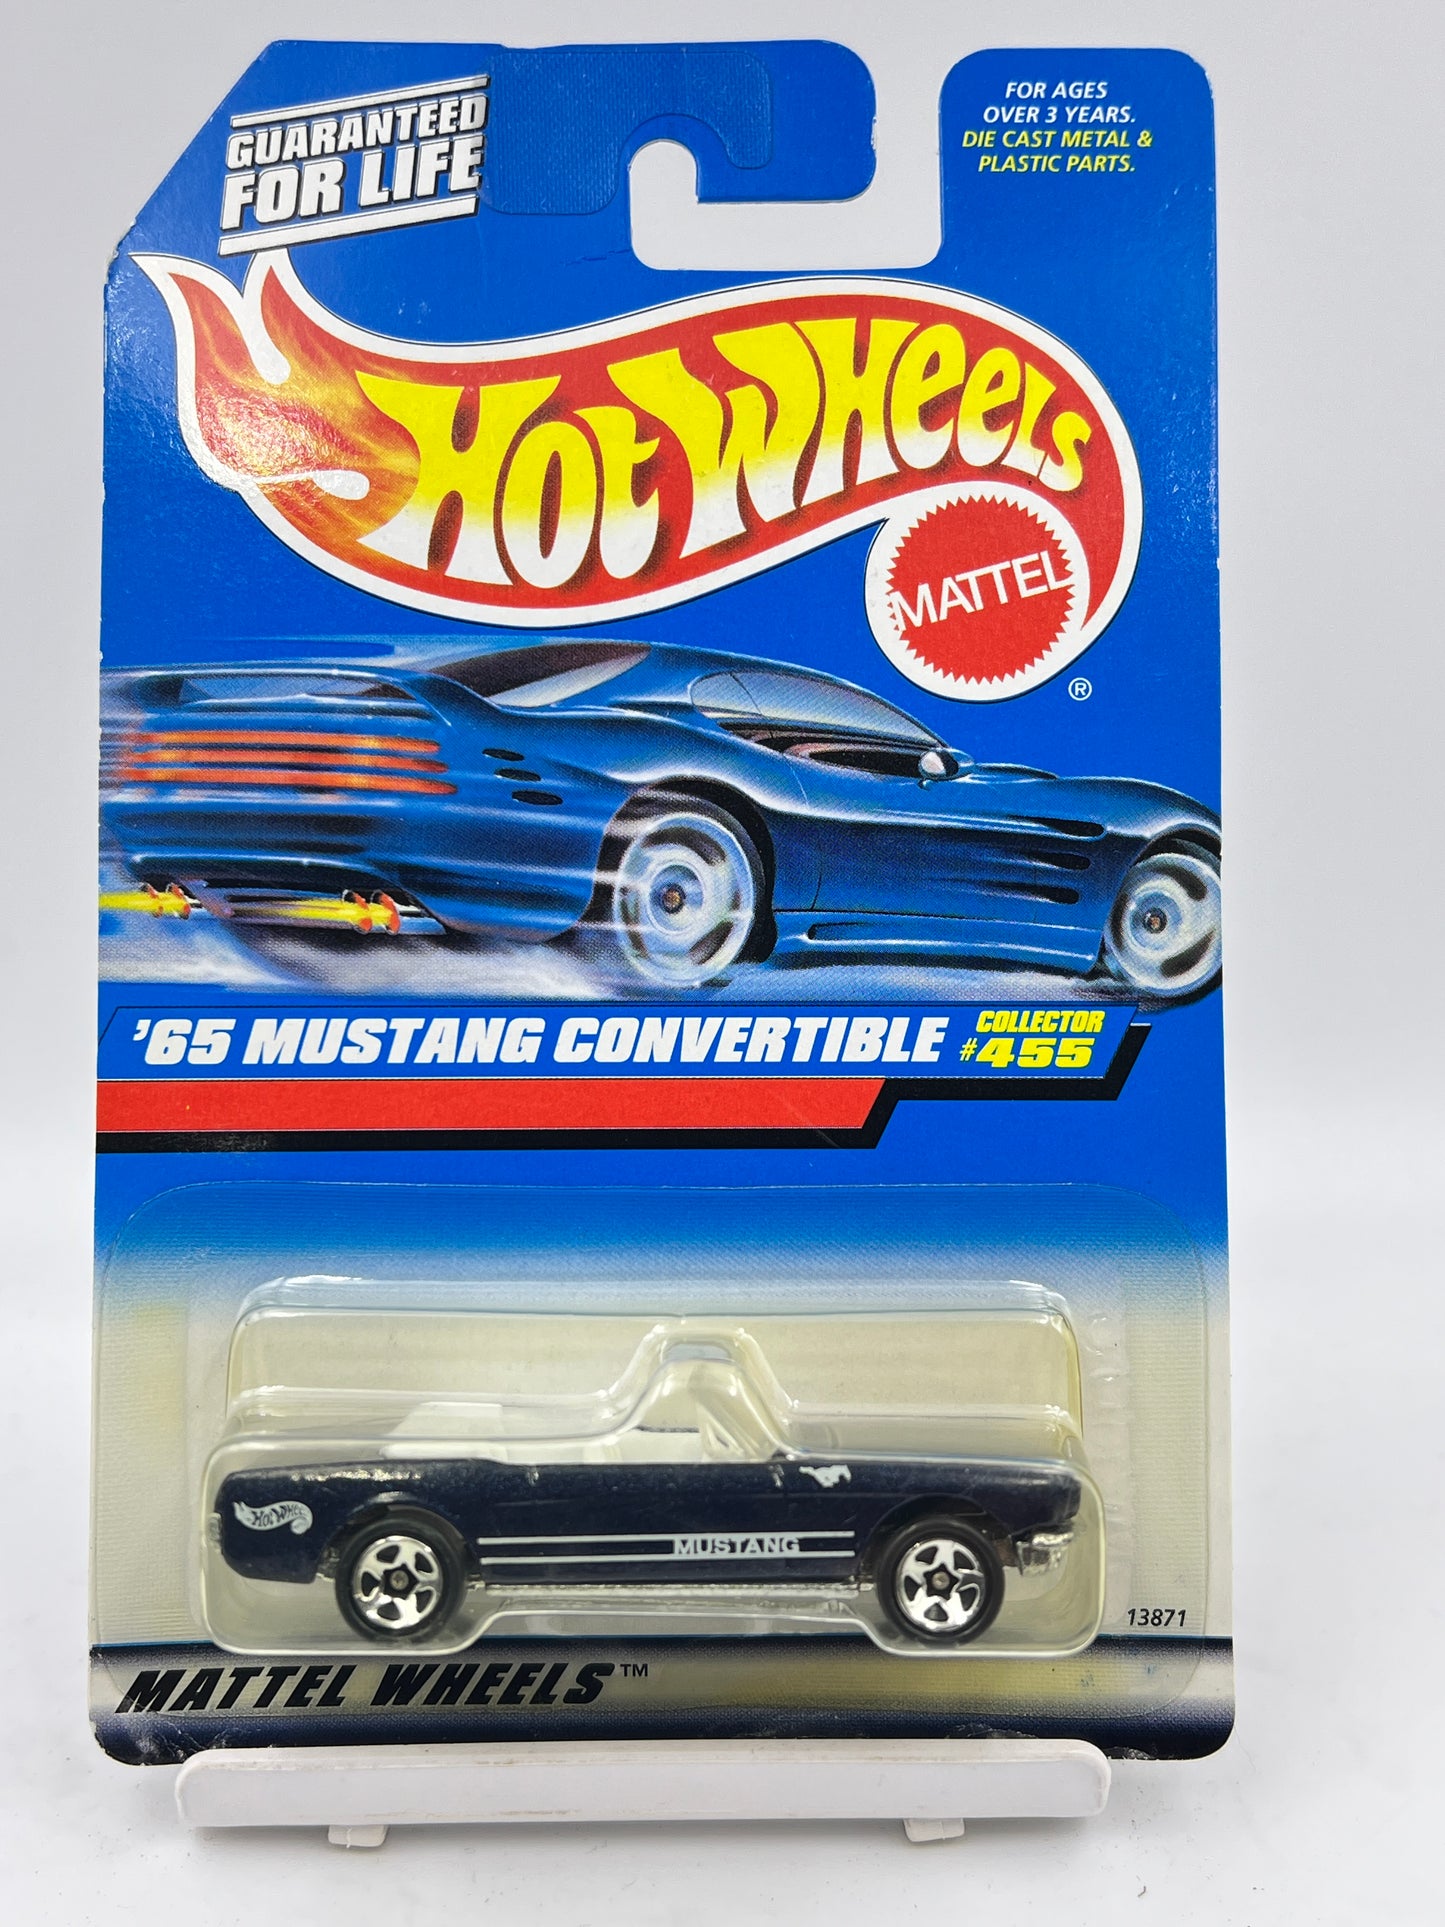 GUARANTEED
FOR LIFE
FOR AGES
OVER 3 YEARS.
DIE CAST METAL &
PLASTIC PARTS.
Hot Wheels
MATTEL
®
'65 MUSTANG CONVERTIBLE
COLLECTOR
#455
Hot Wheels
MUSTANG
13871
MATTEL WHEELS™